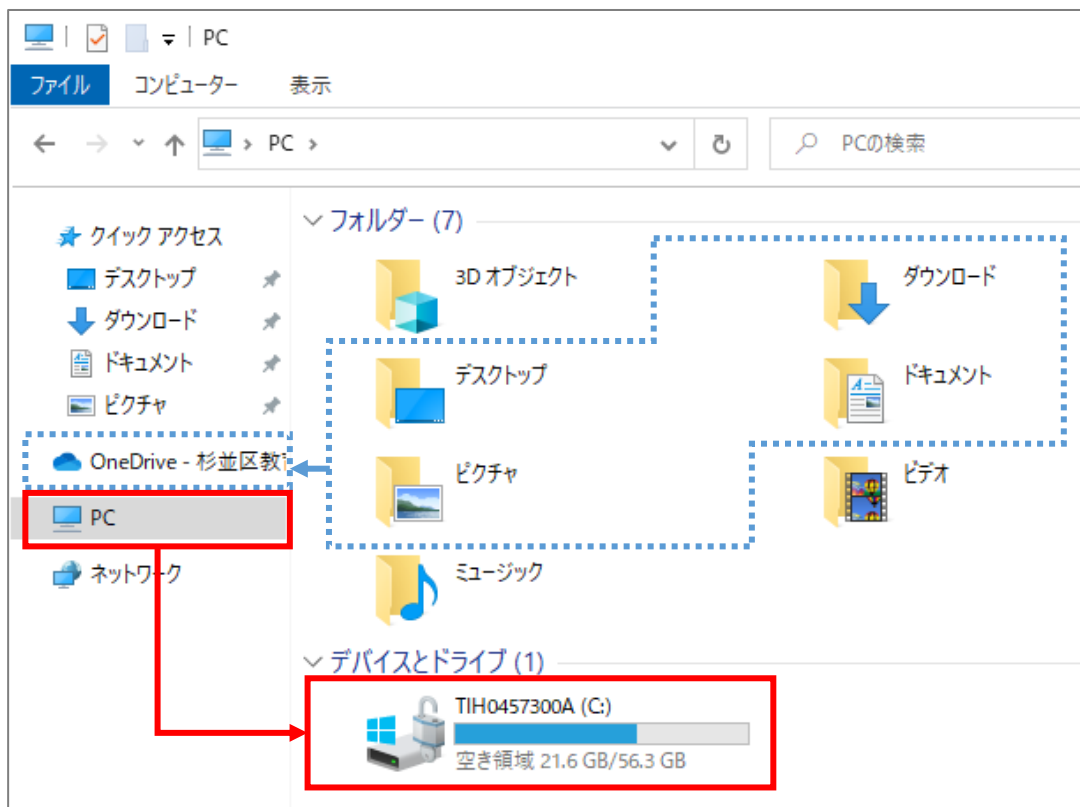 PC
ファイル コンピューター 表示
PC
PCの検索
クイック アクセス
デスクトップ
ダウンロード
ドキュメント
ピクチャ
OneDrive - 杉並区教
PC
ネットワーク
フォルダー (7)
3D オブジェクト
ダウンロード
デスクトップ
ドキュメント
ピクチャ
ビデオ
ミュージック
デバイスとドライブ (1)
TIH0457300A (C:)
空き領域 21.6 GB/56.3 GB